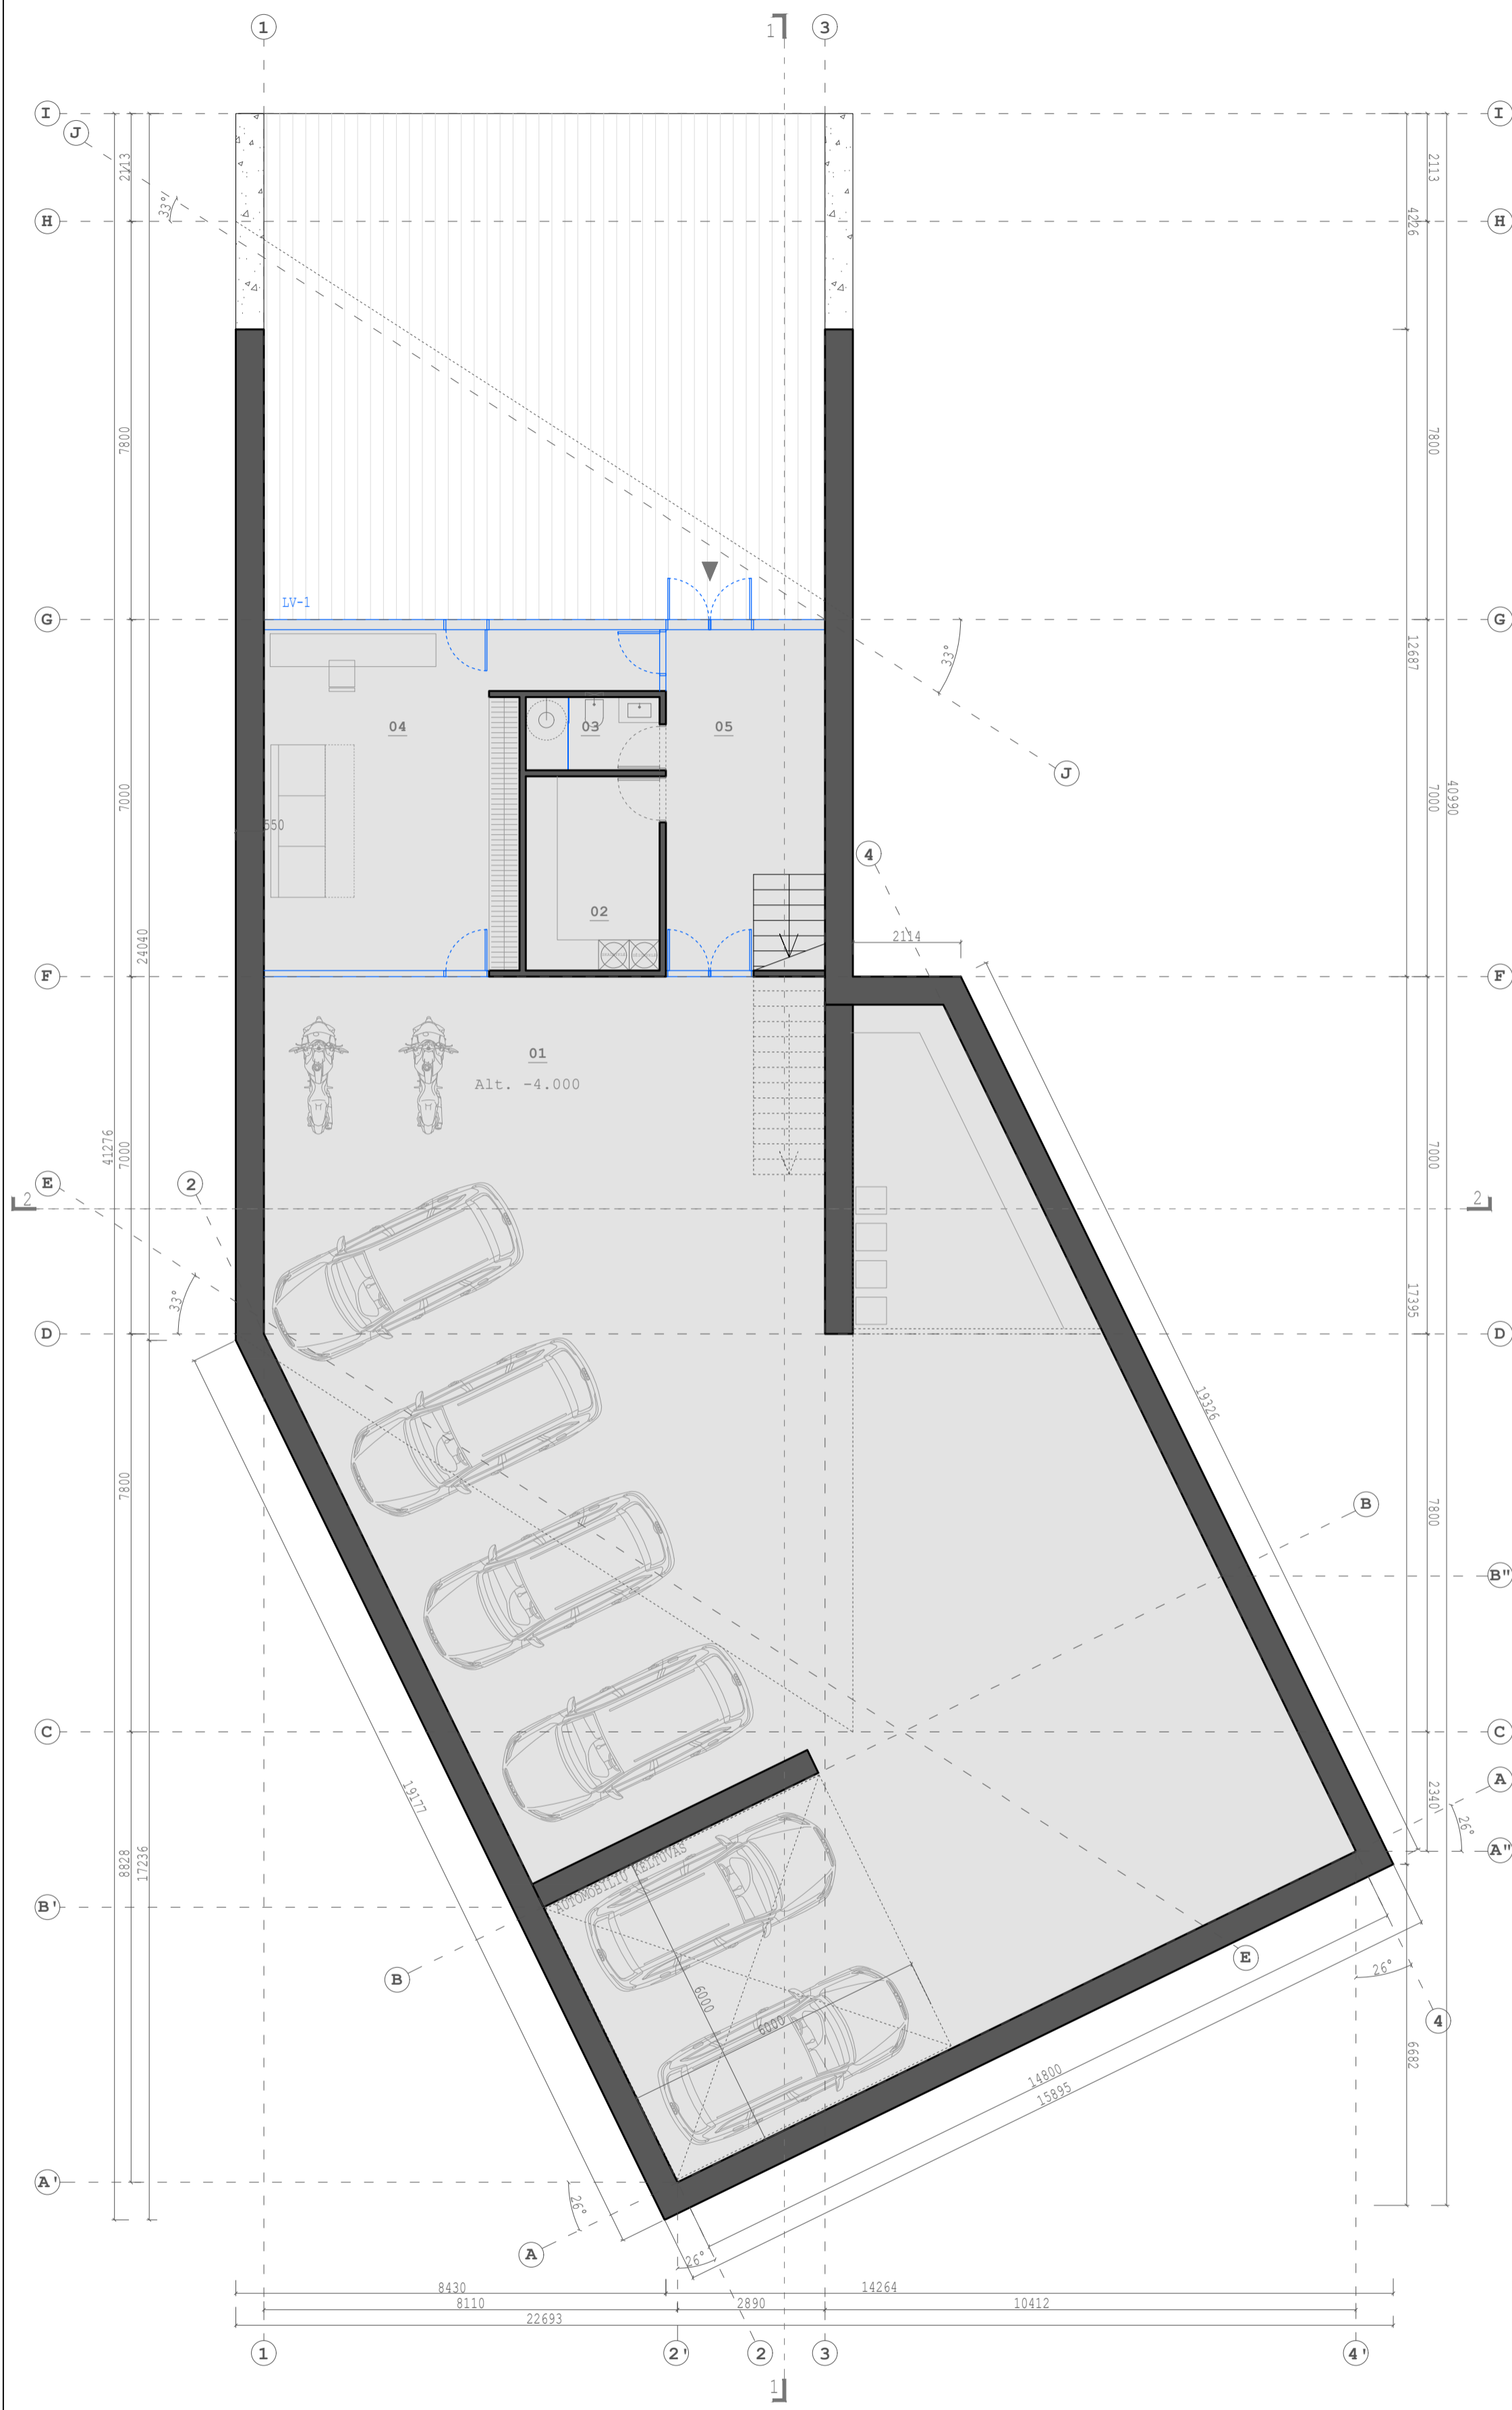 1
1
3
I
I
J
H
H
2113
2113
4226
33°
7800
7800
LV-1
G
G
33°
12687
04
03
05
J
7000
7000
40990
550
4
02
2114
24040
F
F
01
Alt. -4.000
41276
7000
7000
E
2
2
2
33°
17395
D
D
19326
7800
7800
B
B"
C
C
A
2340
26°
A"
19177
8828
17236
AUTOMOBILIŲ KELTUVAS
B'
B
E
26°
6000
6000
4
6682
14800
15895
A'
26°
A
26°
8430
14264
8110
2890
10412
22693
1
2'
2
3
4'
1